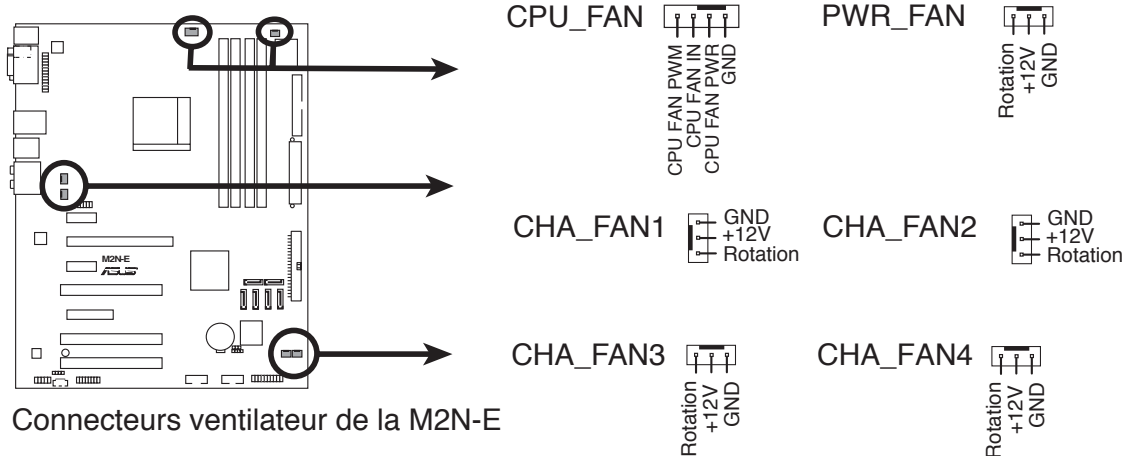 CPU_FAN
CPU FAN PWM
CPU FAN IN
CPU FAN PWR
GND
PWR_FAN
Rotation
+12V
GND
CHA_FAN1
GND
+12V
Rotation
CHA_FAN2
GND
+12V
Rotation
M2N-E
ASUS
CHA_FAN3
Rotation
+12V
GND
CHA_FAN4
Rotation
+12V
GND
Connecteurs ventilateur de la M2N-E